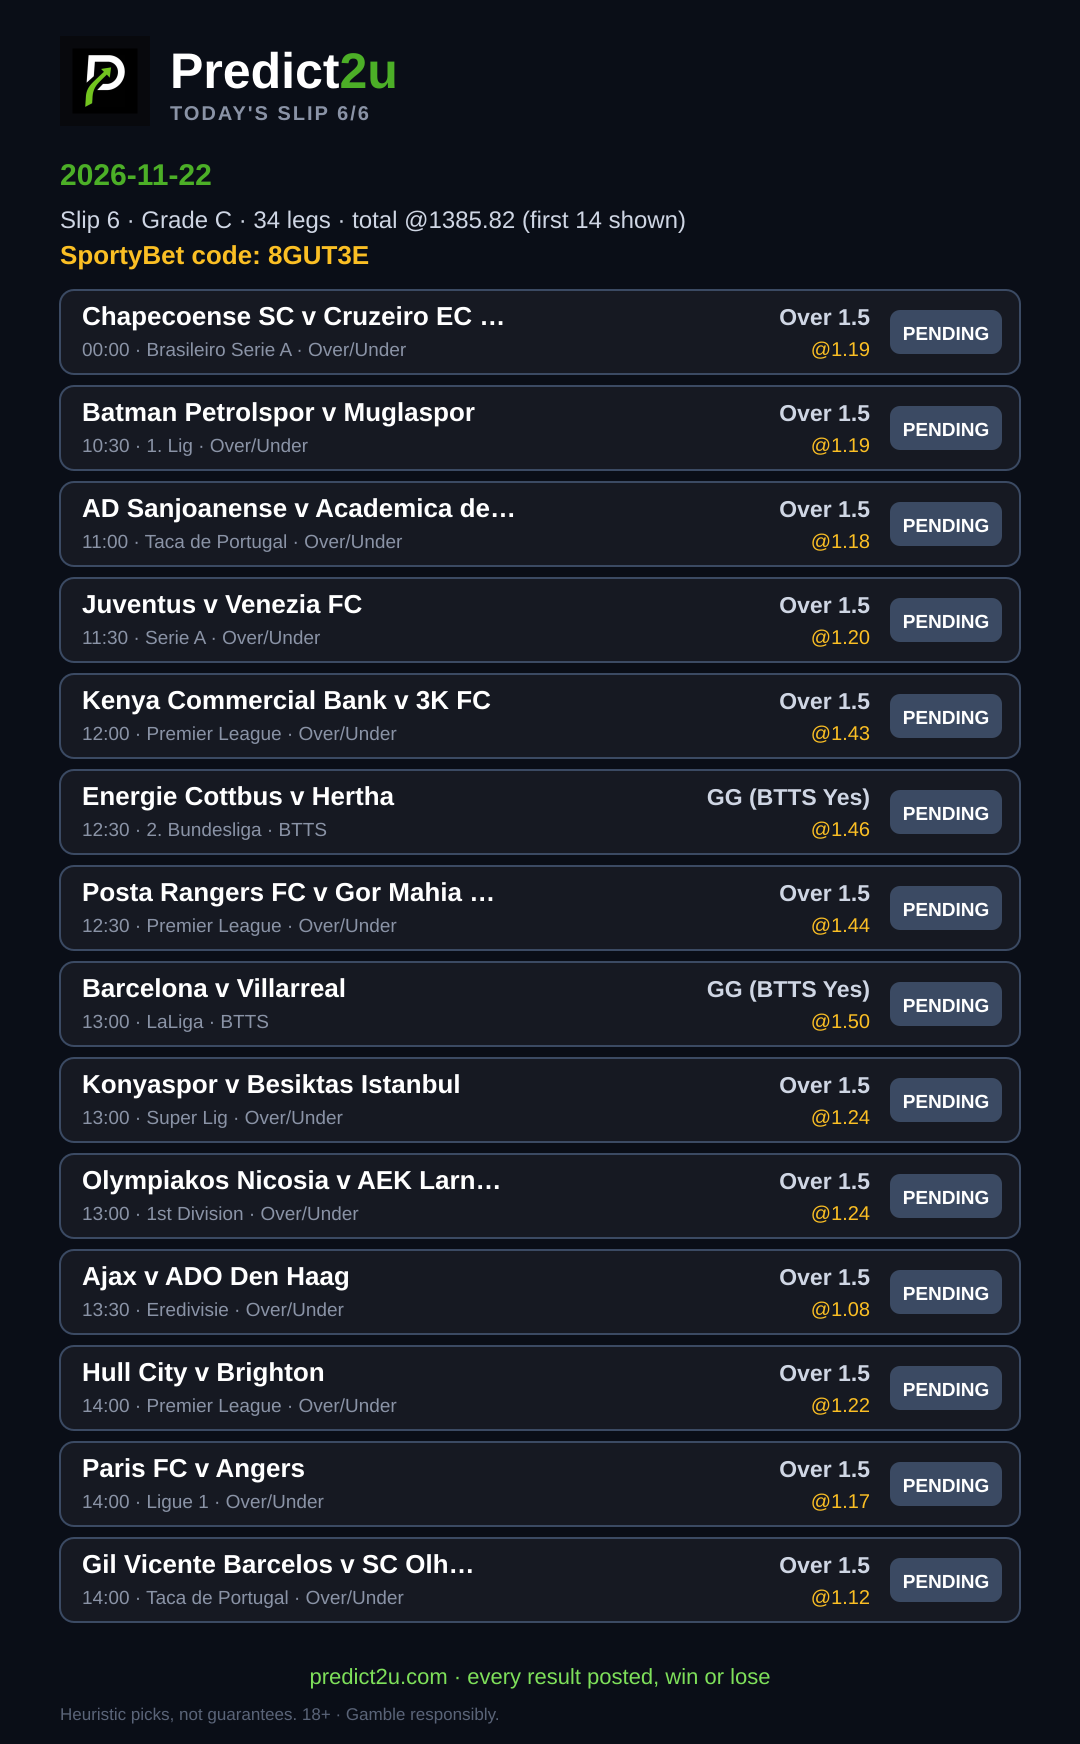 Predict2u
TODAY'S SLIP 6/6
2026-11-22
Slip 6 · Grade C · 34 legs · total @1385.82 (first 14 shown)
SportyBet code: 8GUT3E
Chapecoense SC v Cruzeiro EC …
Over 1.5
PENDING
00:00 · Brasileiro Serie A · Over/Under
@1.19
Batman Petrolspor v Muglaspor
Over 1.5
PENDING
10:30 · 1. Lig · Over/Under
@1.19
AD Sanjoanense v Academica de…
Over 1.5
PENDING
11:00 · Taca de Portugal · Over/Under
@1.18
Juventus v Venezia FC
Over 1.5
PENDING
11:30 · Serie A · Over/Under
@1.20
Kenya Commercial Bank v 3K FC
Over 1.5
PENDING
12:00 · Premier League · Over/Under
@1.43
Energie Cottbus v Hertha
GG (BTTS Yes)
PENDING
12:30 · 2. Bundesliga · BTTS
@1.46
Posta Rangers FC v Gor Mahia …
Over 1.5
PENDING
12:30 · Premier League · Over/Under
@1.44
Barcelona v Villarreal
GG (BTTS Yes)
PENDING
13:00 · LaLiga · BTTS
@1.50
Konyaspor v Besiktas Istanbul
Over 1.5
PENDING
13:00 · Super Lig · Over/Under
@1.24
Olympiakos Nicosia v AEK Larn…
Over 1.5
PENDING
13:00 · 1st Division · Over/Under
@1.24
Ajax v ADO Den Haag
Over 1.5
PENDING
13:30 · Eredivisie · Over/Under
@1.08
Hull City v Brighton
Over 1.5
PENDING
14:00 · Premier League · Over/Under
@1.22
Paris FC v Angers
Over 1.5
PENDING
14:00 · Ligue 1 · Over/Under
@1.17
Gil Vicente Barcelos v SC Olh…
Over 1.5
PENDING
14:00 · Taca de Portugal · Over/Under
@1.12
predict2u.com · every result posted, win or lose
Heuristic picks, not guarantees. 18+ · Gamble responsibly.